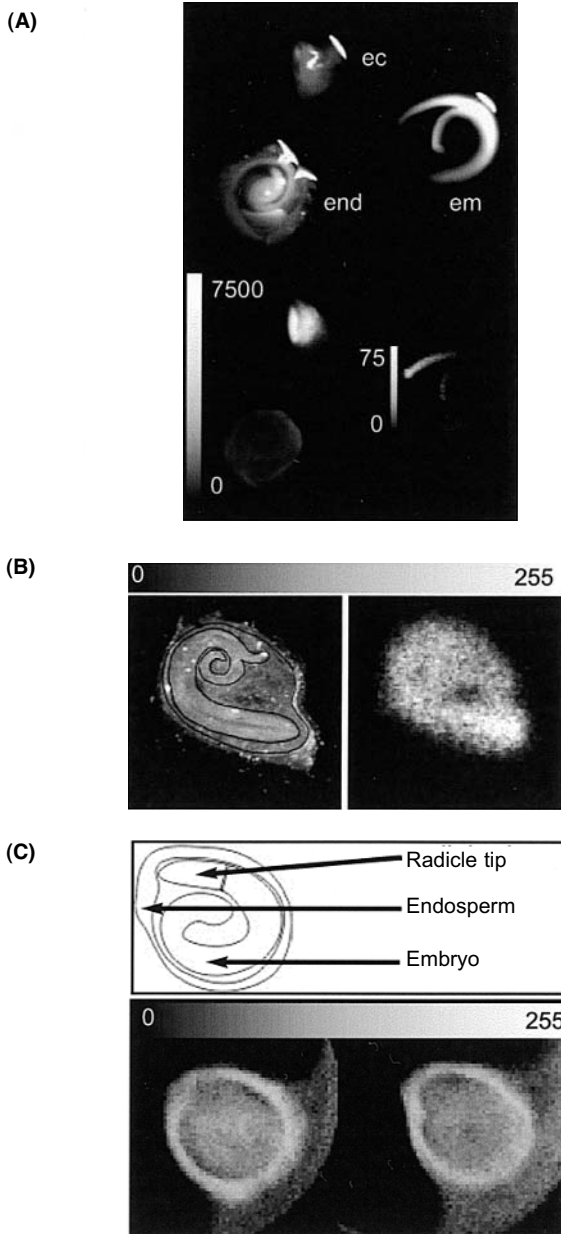 (A)
ec
end
em
7500
0
75
0
(B)
0 255
(C)
Radicle tip
Endosperm
Embryo
0 255